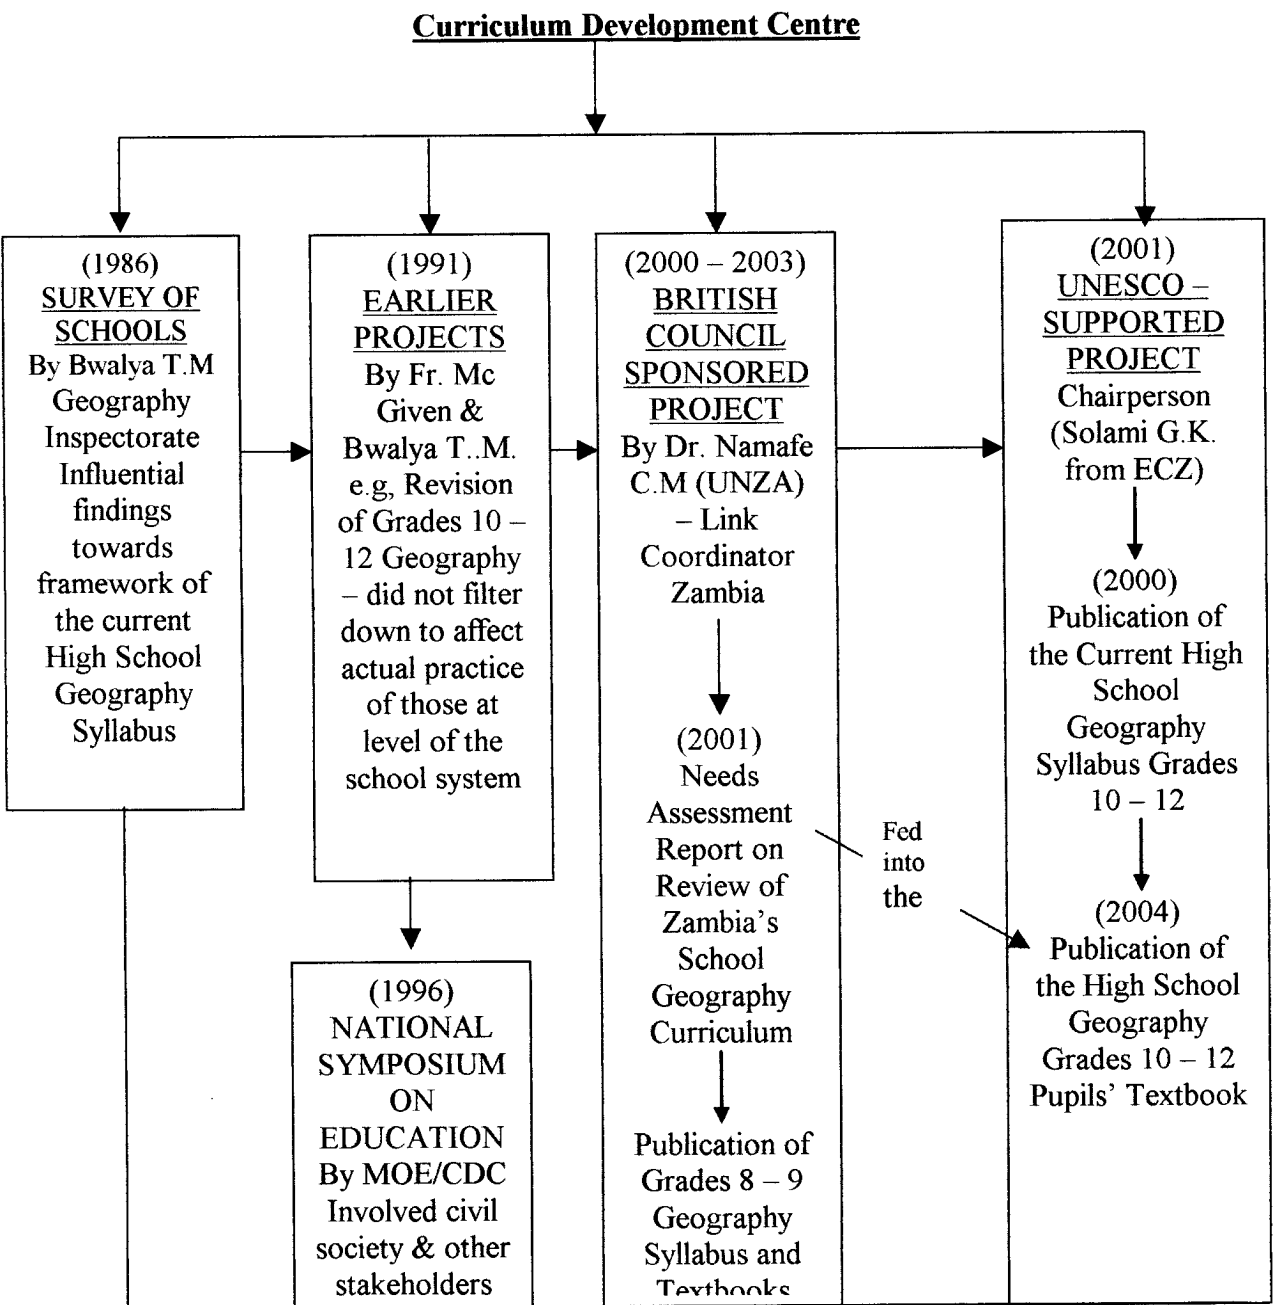 Curriculum Development Centre
(1986)
SURVEY OF
SCHOOLS
By Bwalya T.M
Geography
Inspectorate
Influential
findings
towards
framework of
the current
High School
Geography
Syllabus
(1991)
EARLIER
PROJECTS
By Fr. Mc
Given &
Bwalya T..M.
e.g, Revision
of Grades 10 –
12 Geography
– did not filter
down to affect
actual practice
of those at
level of the
school system
(1996)
NATIONAL
SYMPOSIUM
ON
EDUCATION
By MOE/CDC
Involved civil
society & other
stakeholders
(2000 – 2003)
BRITISH
COUNCIL
SPONSORED
PROJECT
By Dr. Namafe
C.M (UNZA)
– Link
Coordinator
Zambia
(2001)
Needs
Assessment
Report on
Review of
Zambia's
School
Geography
Curriculum
Publication of
Grades 8 – 9
Geography
Syllabus and
Textbooks
Fed
into
the
(2001)
UNESCO –
SUPPORTED
PROJECT
Chairperson
(Solami G.K.
from ECZ)
(2000)
Publication of
the Current High
School
Geography
Syllabus Grades
10 – 12
(2004)
Publication of
the High School
Geography
Grades 10 – 12
Pupils' Textbook